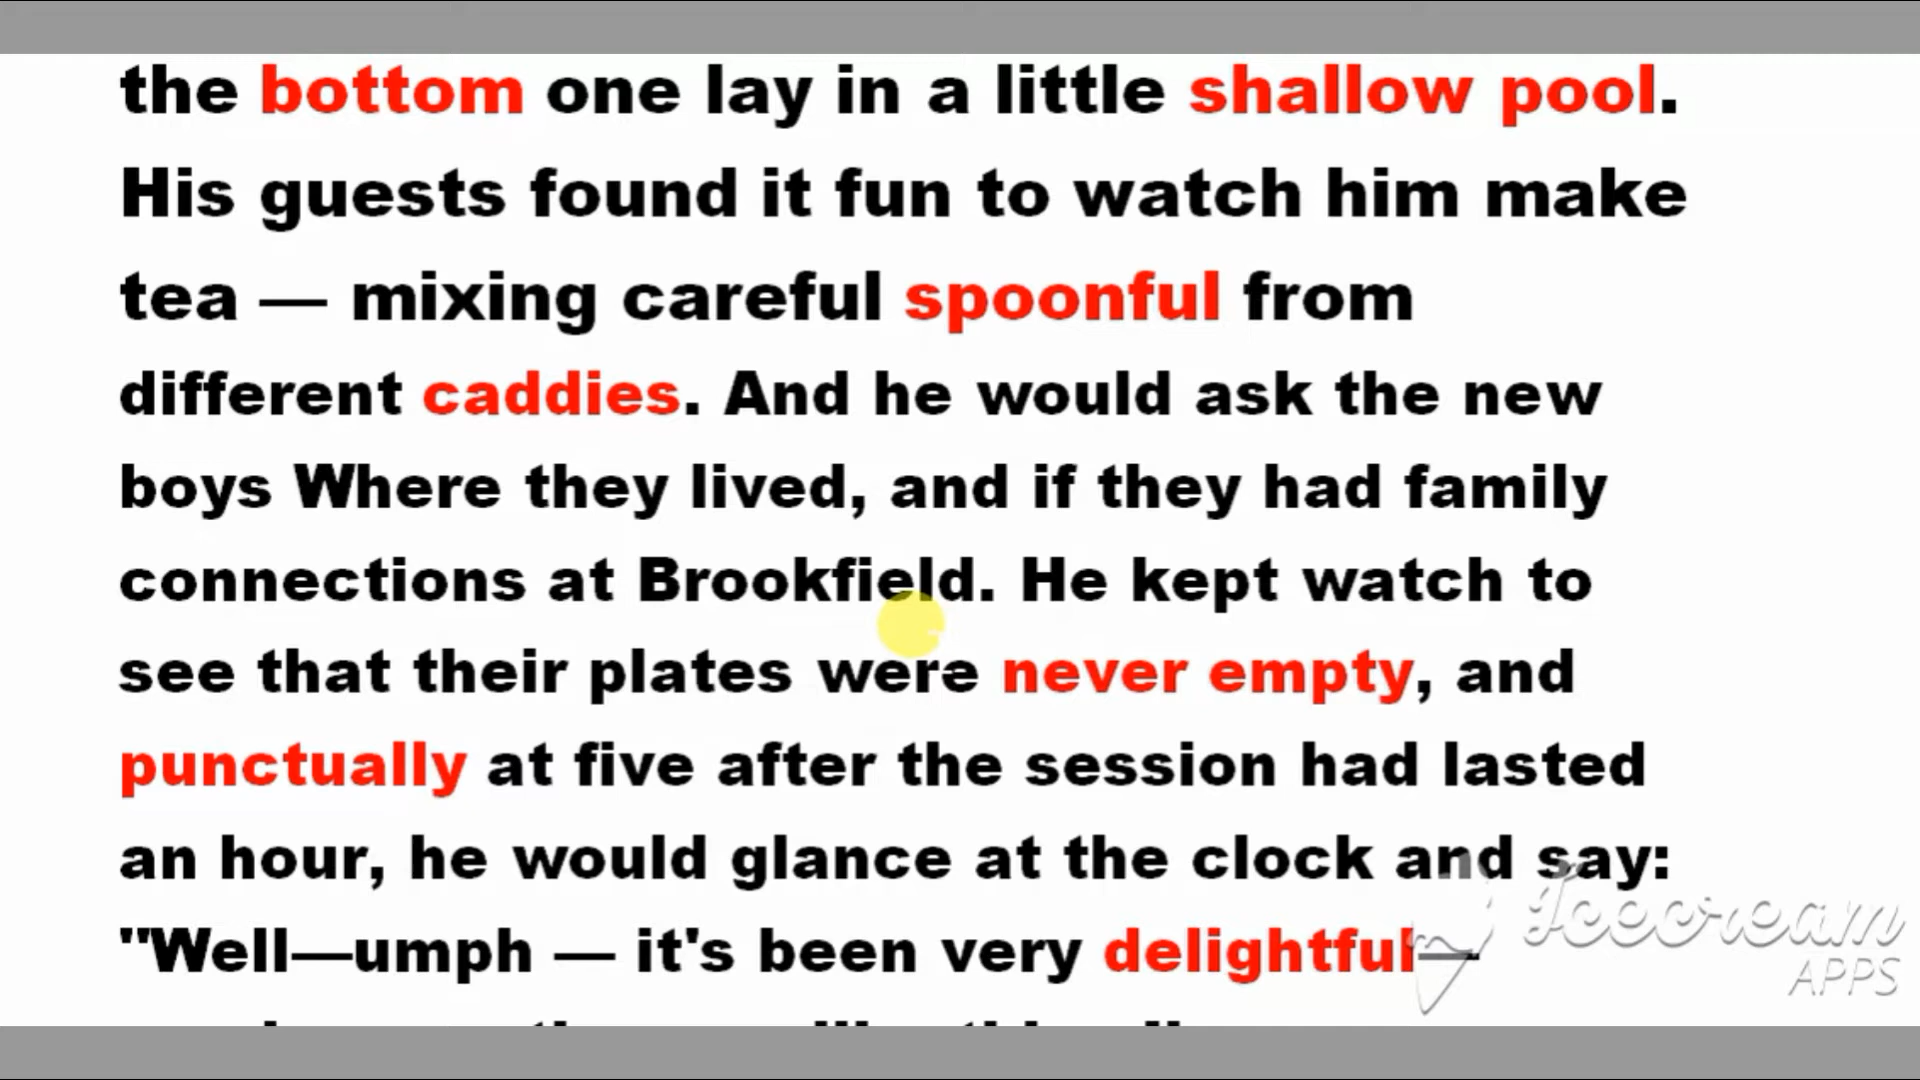 the bottom one lay in a little shallow pool.
His guests found it fun to watch him make
tea — mixing careful spoonful from
different caddies. And he would ask the new
boys Where they lived, and if they had family
connections at Brookfield. He kept watch to
see that their plates were never empty, and
punctually at five after the session had lasted
an hour, he would glance at the clock and say:
"Well—umph — it's been very delightful—
Icecream
APPS